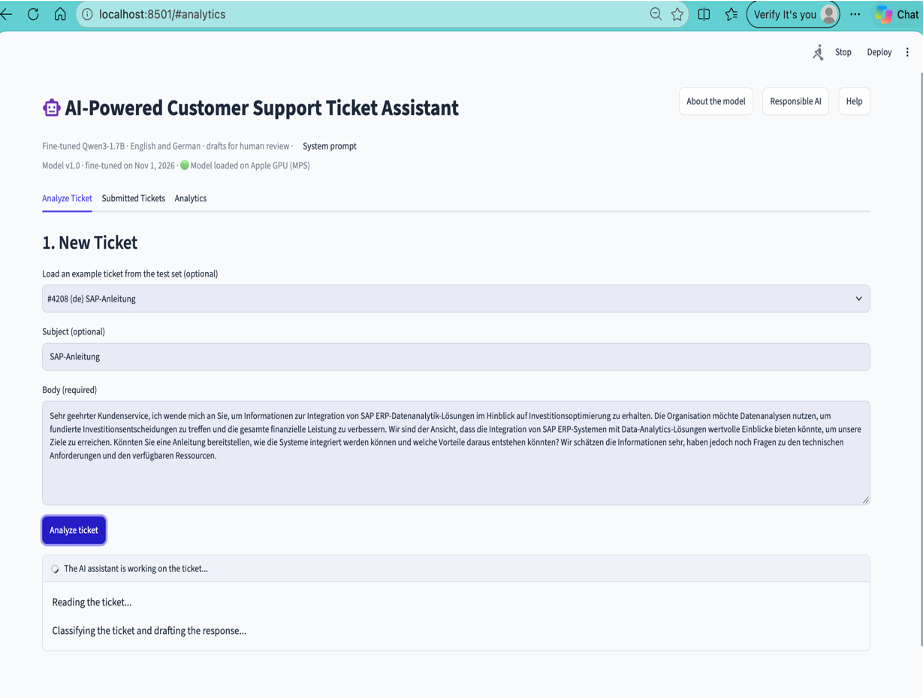 localhost:8501/#analytics
Verify It's you
Chat
Stop
Deploy
AI-Powered Customer Support Ticket Assistant
About the model
Responsible AI
Help
Fine-tuned Qwen3-1.7B · English and German · drafts for human review ·
System prompt
Model v1.0 · fine-tuned on Nov 1, 2026 · Model loaded on Apple GPU (MPS)
Analyze Ticket
Submitted Tickets
Analytics
1. New Ticket
Load an example ticket from the test set (optional)
#4208 (de) SAP-Anleitung
Subject (optional)
SAP-Anleitung
Body (required)
Sehr geehrter Kundenservice, ich wende mich an Sie, um Informationen zur Integration von SAP ERP-Datenanalytik-Lösungen im Hinblick auf Investitionsoptimierung zu erhalten. Die Organisation möchte Datenanalysen nutzen, um
fundierte Investitionsentscheidungen zu treffen und die gesamte finanzielle Leistung zu verbessern. Wir sind der Ansicht, dass die Integration von SAP ERP-Systemen mit Data-Analytics-Lösungen wertvolle Einblicke bieten könnte, um unsere
Ziele zu erreichen. Könnten Sie eine Anleitung bereitstellen, wie die Systeme integriert werden können und welche Vorteile daraus entstehen könnten? Wir schätzen die Informationen sehr, haben jedoch noch Fragen zu den technischen
Anforderungen und den verfügbaren Ressourcen.
Analyze ticket
The AI assistant is working on the ticket...
Reading the ticket...
Classifying the ticket and drafting the response...